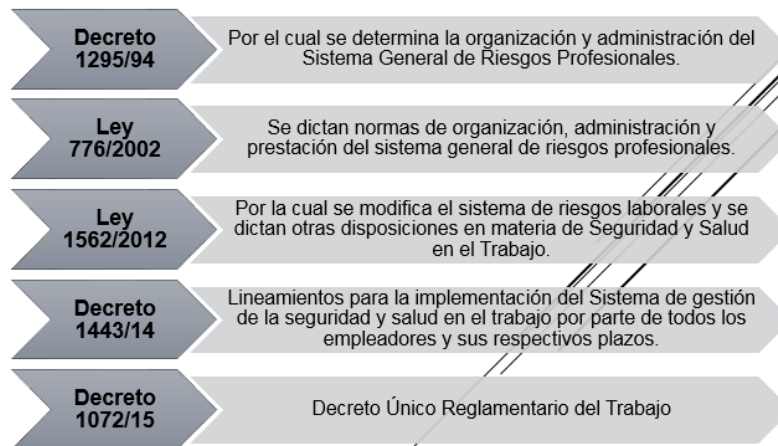 Decreto
1295/94
Por el cual se determina la organización y administración del
Sistema General de Riesgos Profesionales.
Ley
776/2002
Se dictan normas de organización, administración y
prestación del sistema general de riesgos profesionales.
Ley
1562/2012
Por la cual se modifica el sistema de riesgos laborales y se
dictan otras disposiciones en materia de Seguridad y Salud
en el Trabajo.
Decreto
1443/14
Lineamientos para la implementación del Sistema de gestión
de la seguridad y salud en el trabajo por parte de todos los
empleadores y sus respectivos plazos.
Decreto
1072/15
Decreto Único Reglamentario del Trabajo